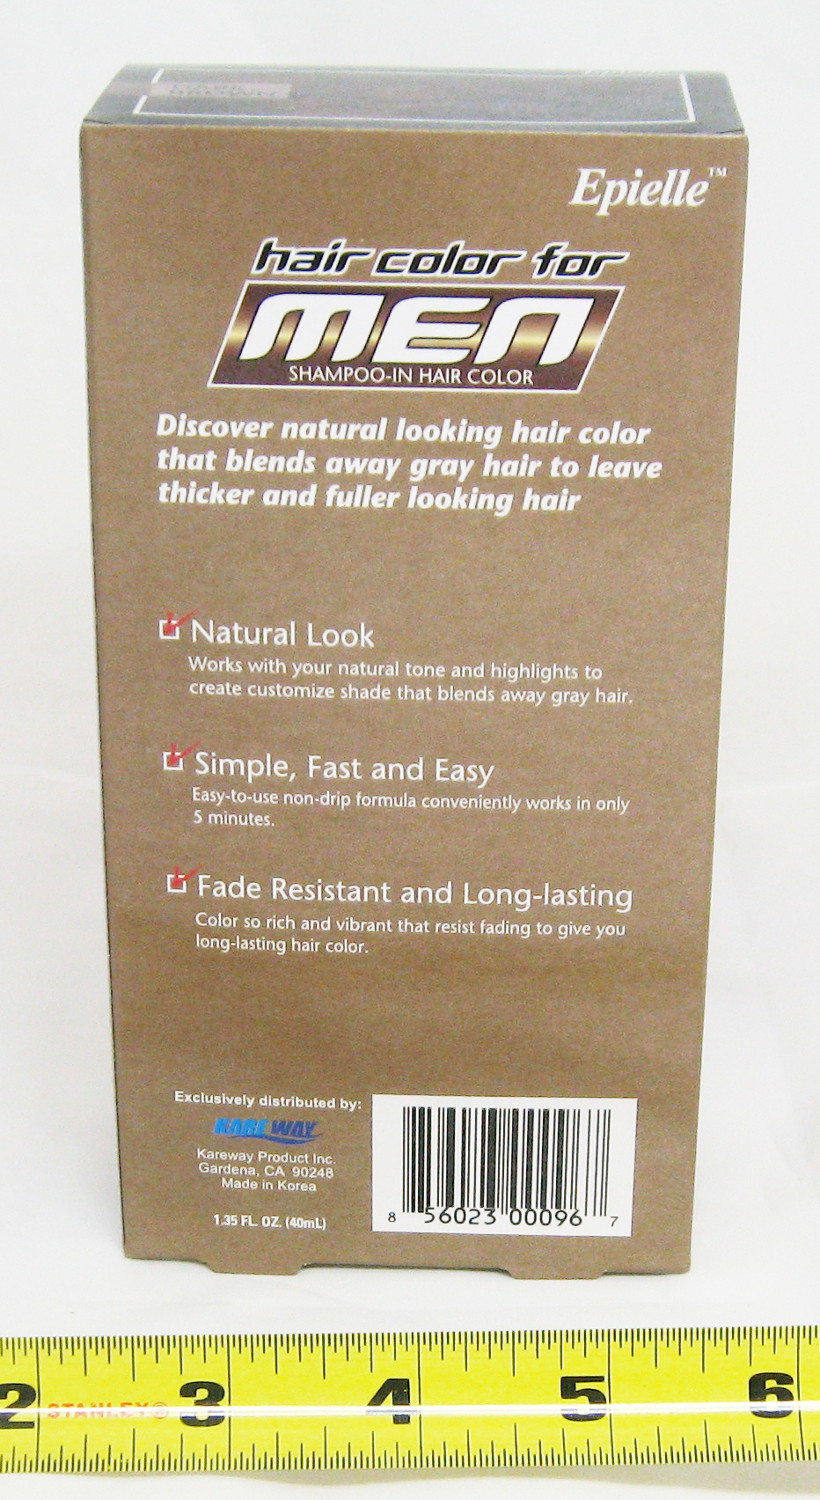 Epielle™
hair color for
MEN
SHAMPOO-IN HAIR COLOR
Discover natural looking hair color
that blends away gray hair to leave
thicker and fuller looking hair
Natural Look
Works with your natural tone and highlights to
create customize shade that blends away gray hair.
Simple, Fast and Easy
Easy-to-use non-drip formula conveniently works in only
5 minutes.
Fade Resistant and Long-lasting
Color so rich and vibrant that resist fading to give you
long-lasting hair color.
Exclusively distributed by:
KAREWAY
Kareway Product Inc.
Gardena, CA 90248
Made in Korea
1.35 FL. OZ. (40mL)
8 56023 00096 7
2 STANLEY® 3 4 5 6